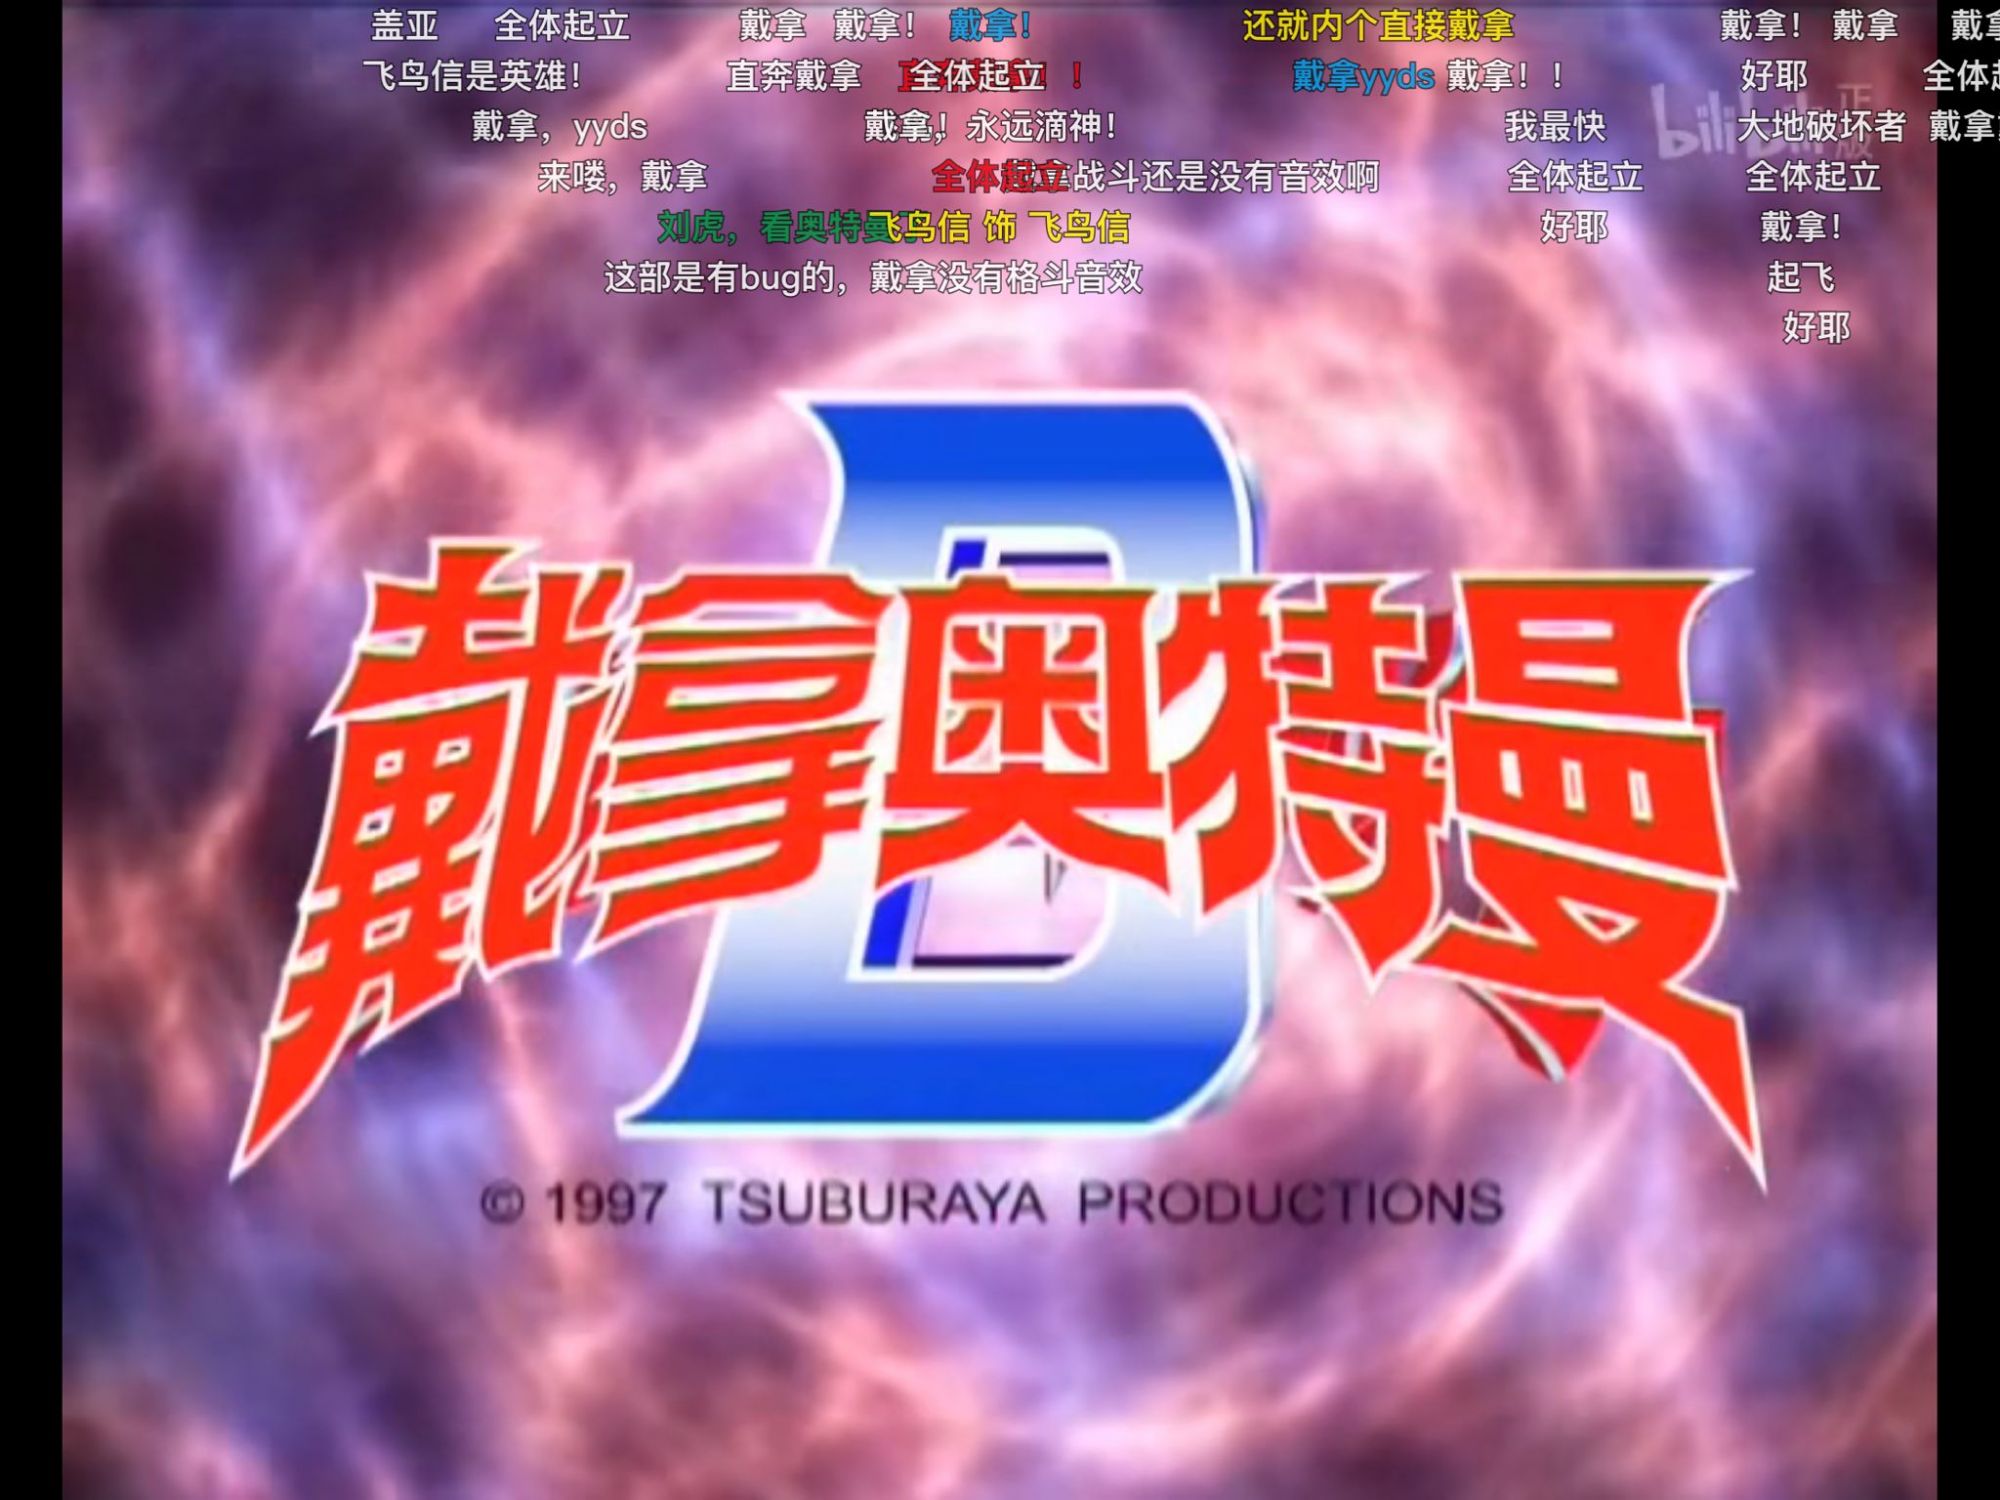 盖亚 全体起立 戴拿 戴拿！ 戴拿！ 还就内个直接戴拿 戴拿！ 戴拿
飞鸟信是英雄！ 直奔戴拿 全体起立 ！ 戴拿yyds 戴拿！！ 好耶 全体
戴拿，yyds 戴拿！永远滴神！ 我最快 bilibili 正版 大地破坏者 戴拿
来喽，戴拿 全体起立 戴拿战斗还是没有音效啊 全体起立 全体起立
刘虎，看奥特曼 飞鸟信 饰 飞鸟信 好耶 戴拿！
这部是有bug的，戴拿没有格斗音效 起飞
好耶
戴拿奥特曼
© 1997 TSUBURAYA PRODUCTIONS